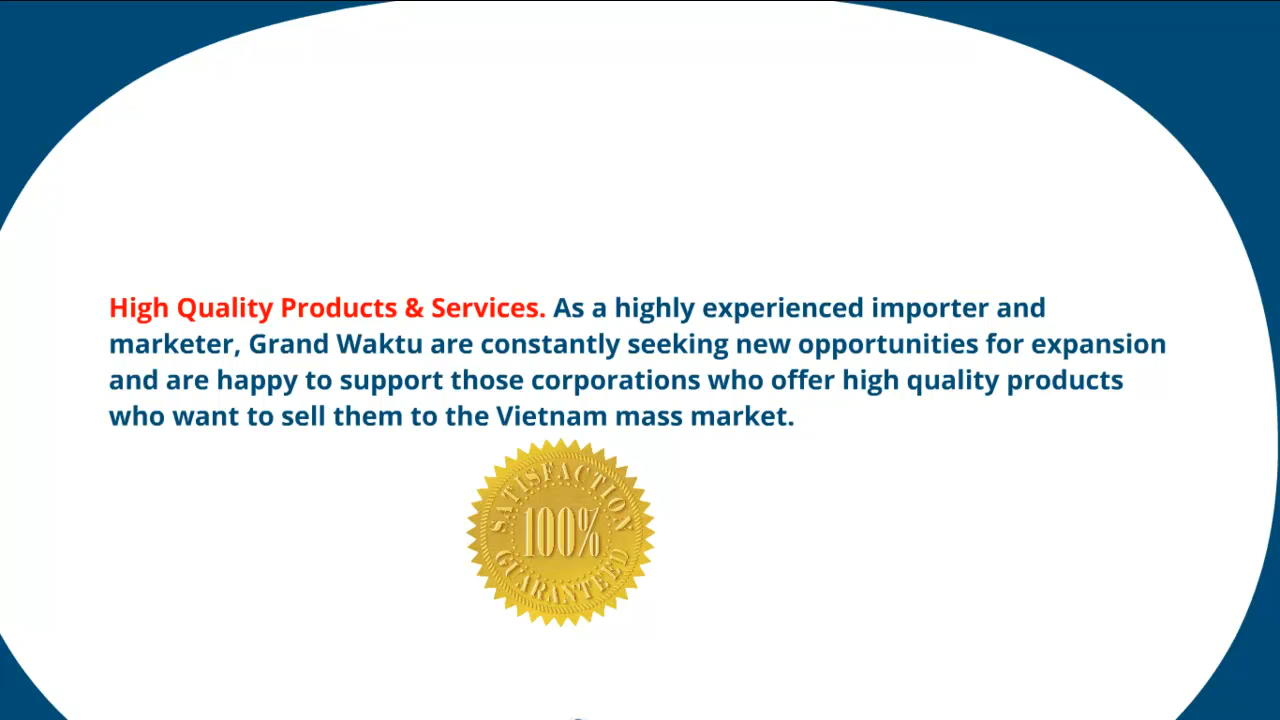 High Quality Products & Services. As a highly experienced importer and
marketer, Grand Waktu are constantly seeking new opportunities for expansion
and are happy to support those corporations who offer high quality products
who want to sell them to the Vietnam mass market.
SATISFACTION
100%
GUARANTEED